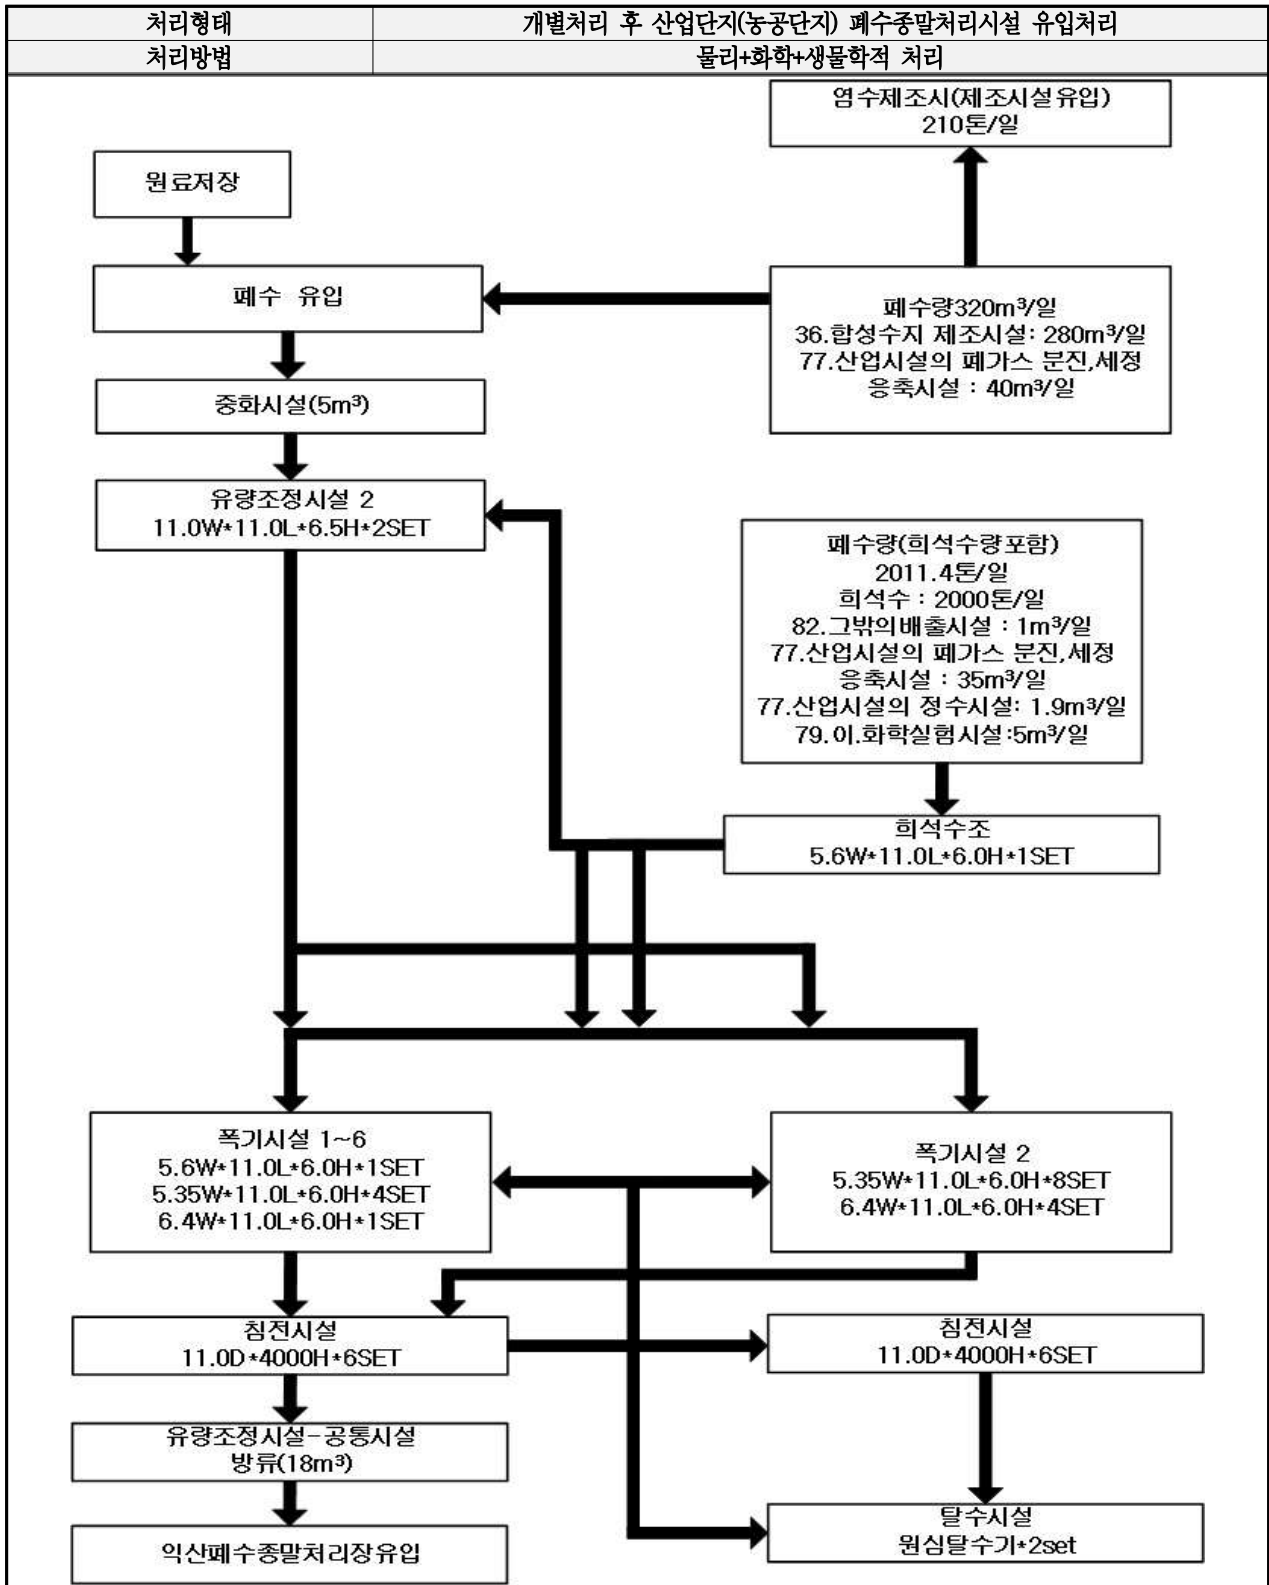 처리형태 개별처리 후 산업단지(농공단지) 폐수종말처리시설 유입처리
처리방법 물리+화학+생물학적 처리
염수제조시(제조시설유입)
210톤/일
원료저장
폐수 유입
폐수량320m³/일
36.합성수지 제조시설: 280m³/일
77.산업시설의 폐가스 분진,세정
응축시설 : 40m³/일
중화시설(5m³)
유량조정시설 2
11.0W*11.0L*6.5H*2SET
폐수량(희석수량포함)
2011.4톤/일
희석수 : 2000톤/일
82.그밖의배출시설 : 1m³/일
77.산업시설의 폐가스 분진,세정
응축시설 : 35m³/일
77.산업시설의 정수시설: 1.9m³/일
79.이.화학실험시설:5m³/일
희석수조
5.6W*11.0L*6.0H*1SET
폭기시설 1~6
5.6W*11.0L*6.0H*1SET
5.35W*11.0L*6.0H*4SET
6.4W*11.0L*6.0H*1SET
폭기시설 2
5.35W*11.0L*6.0H*8SET
6.4W*11.0L*6.0H*4SET
침전시설
11.0D*4000H*6SET
침전시설
11.0D*4000H*6SET
유량조정시설-공통시설
방류(18m³)
탈수시설
원심탈수기*2set
익산폐수종말처리장유입